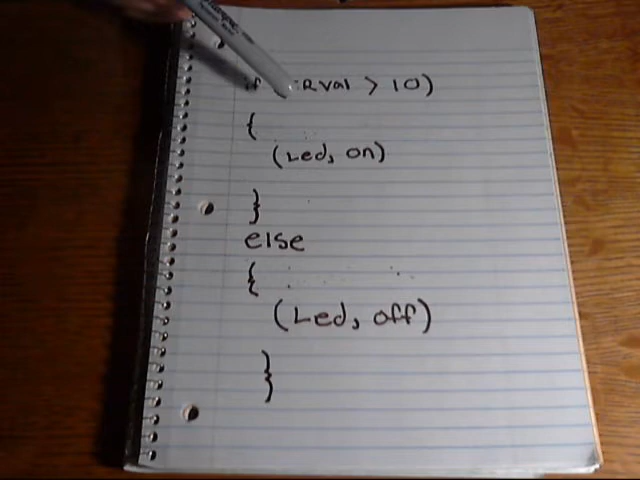 if RVal > 10)
{
(Led, on)
}
else
{
(Led, off)
}